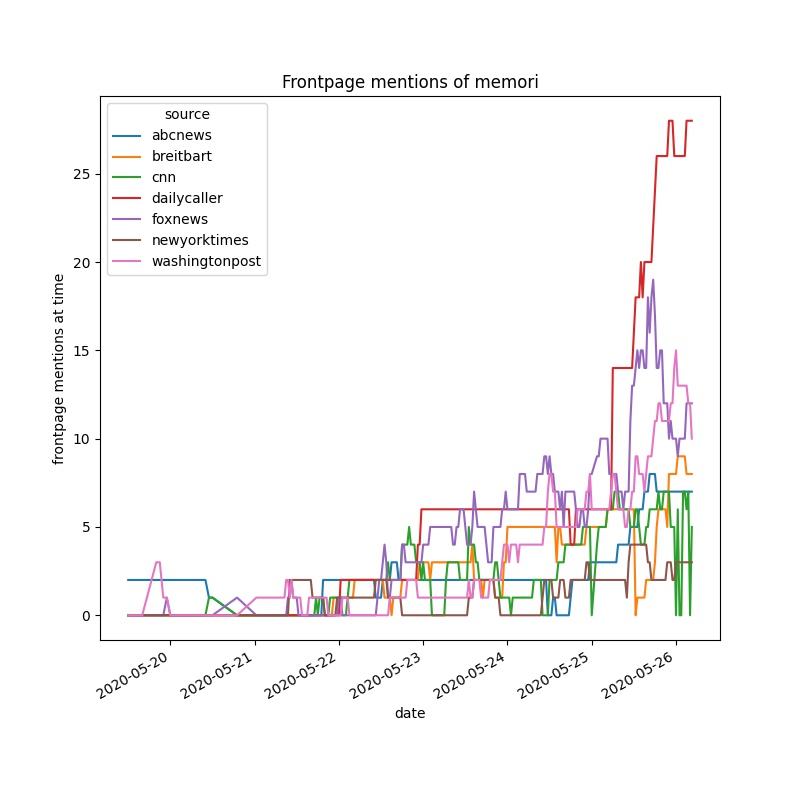 Frontpage mentions of memori
source
abcnews
breitbart
cnn
dailycaller
foxnews
newyorktimes
washingtonpost
frontpage mentions at time
25
20
15
10
5
0
2020-05-20
2020-05-21
2020-05-22
2020-05-23
2020-05-24
2020-05-25
2020-05-26
date